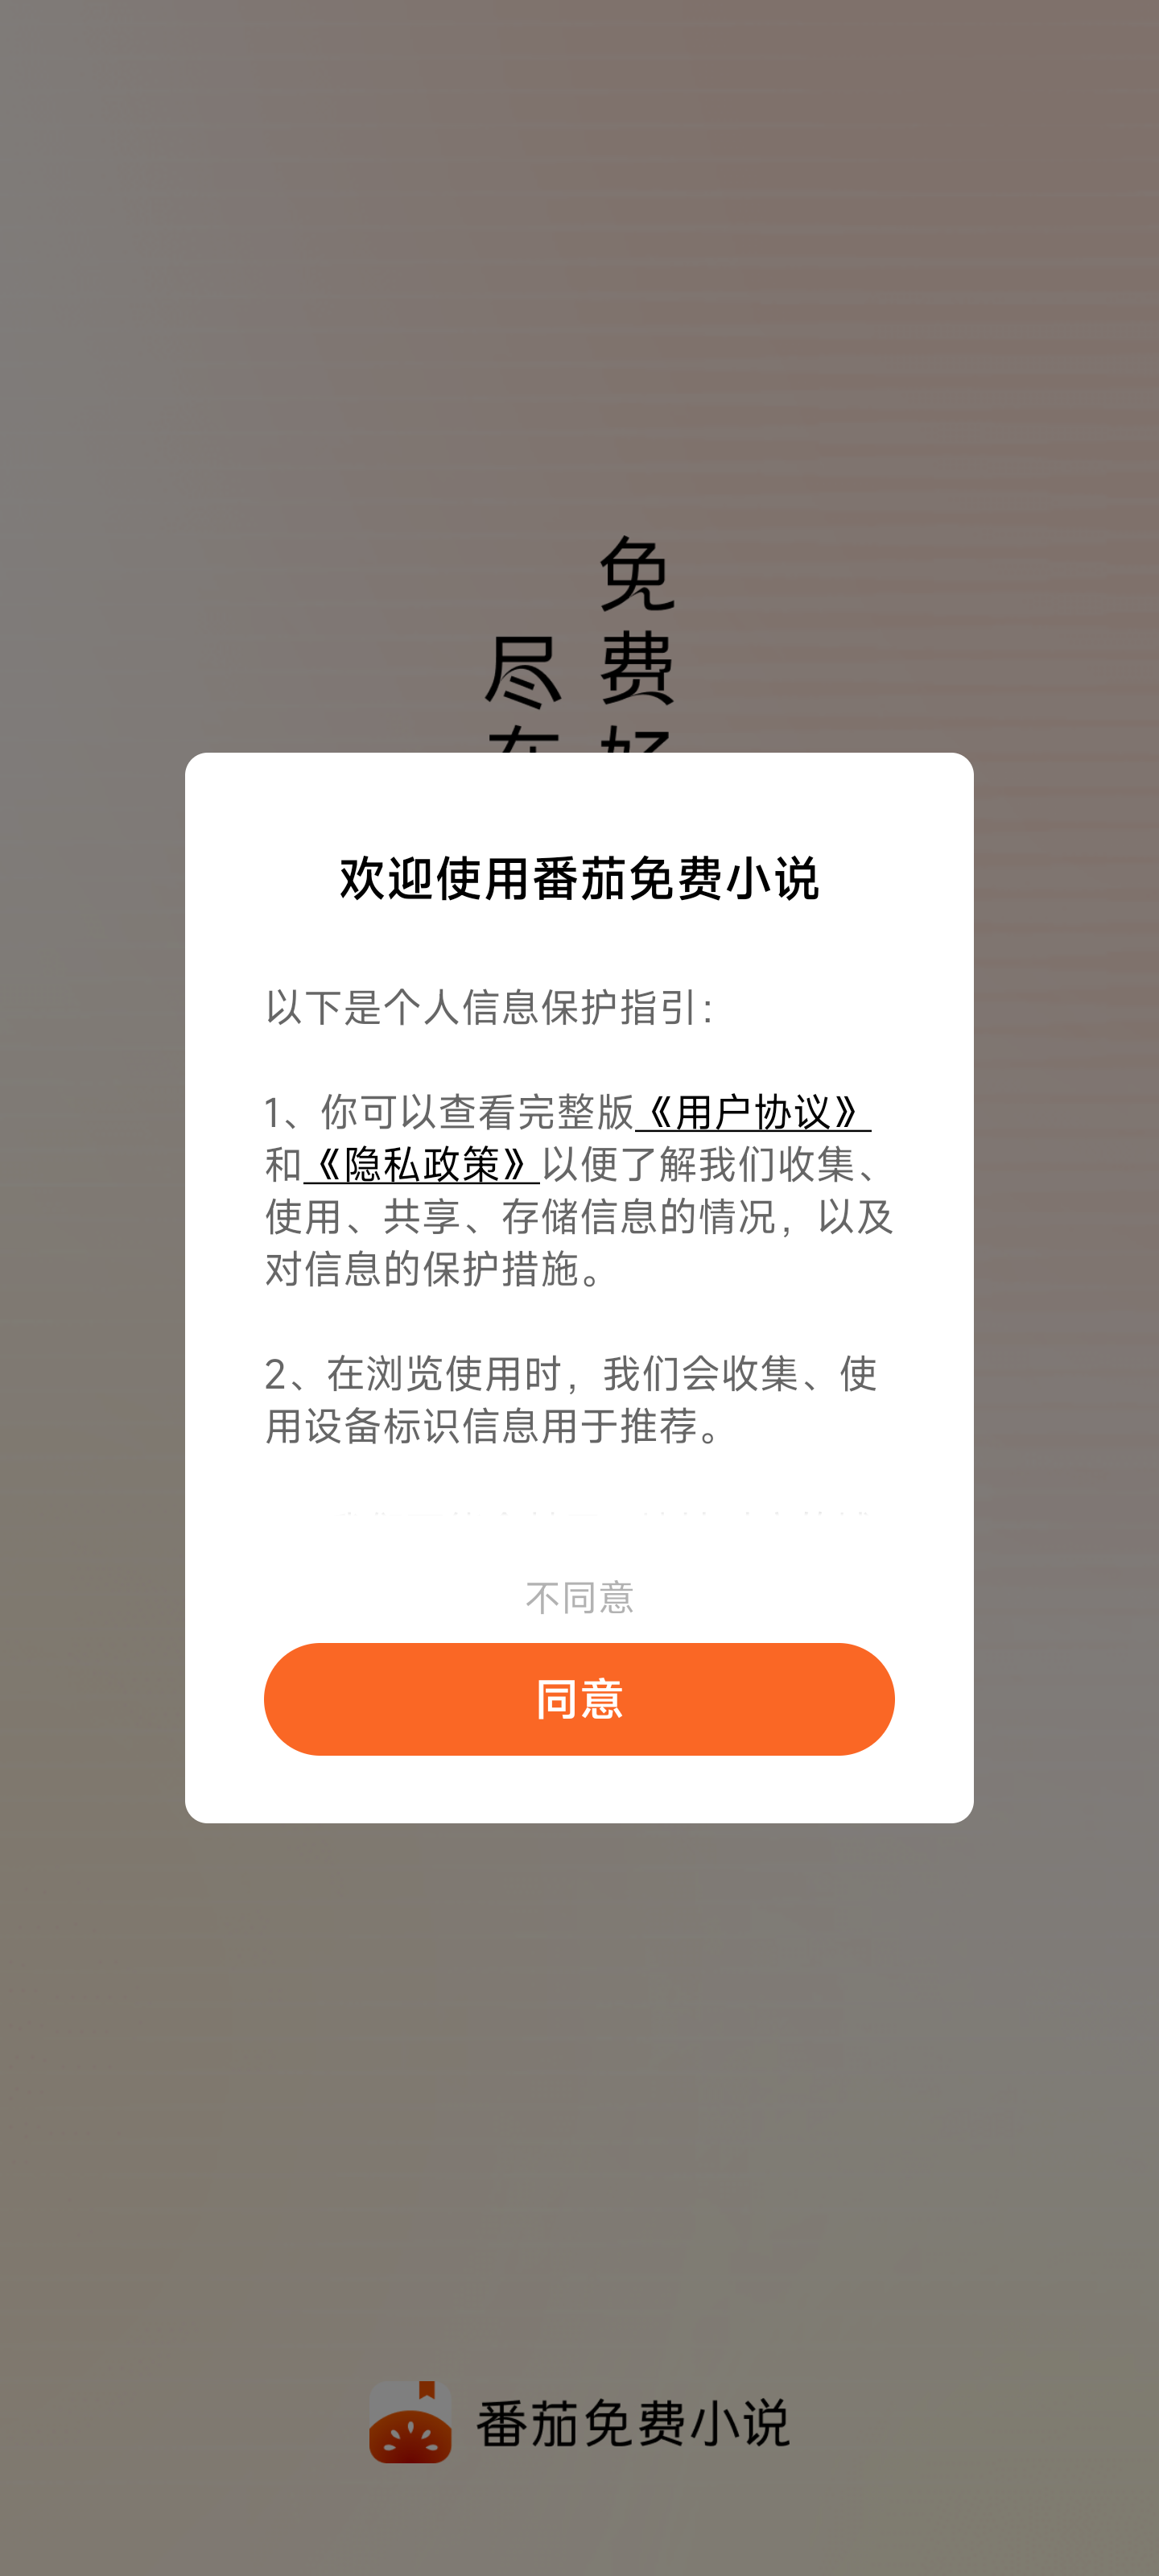 免费
尽
欢迎使用番茄免费小说
以下是个人信息保护指引：
1、你可以查看完整版《用户协议》
和《隐私政策》以便了解我们收集、
使用、共享、存储信息的情况，以及
对信息的保护措施。
2、在浏览使用时，我们会收集、使
用设备标识信息用于推荐。
不同意
同意
番茄免费小说